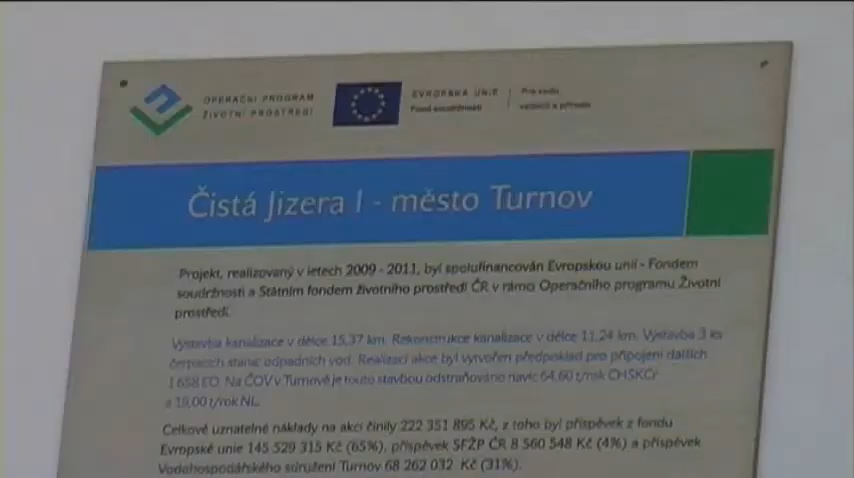 OPERAČNÍ PROGRAM
ŽIVOTNÍ PROSTŘEDÍ
EVROPSKÁ UNIE
Fond soudržnosti
Pro vodu,
vzduch a přírodu
Čistá Jizera I - město Turnov
Projekt, realizovaný v letech 2009 - 2011, byl spolufinancován Evropskou unií - Fondem
soudržnosti a Státním fondem životního prostředí ČR v rámci Operačního programu Životní
prostředí.
Výstavba kanalizace v délce 15,37 km. Rekonstrukce kanalizace v délce 11,24 km. Výstavba 3 ks
čerpacích stanic odpadních vod. Realizací akce byl vytvořen předpoklad pro připojení dalších
1 658 EO. Na ČOV v Turnově je touto stavbou odstraňováno navíc 64,60 t/rok CHSKCr
a 19,00 t/rok NL.
Celkové uznatelné náklady na akci činily 222 351 895 Kč, z toho byl příspěvek z fondu
Evropské unie 145 529 315 Kč (65%), příspěvek SFŽP ČR 8 560 548 Kč (4%) a příspěvek
Vodohospodářského sdružení Turnov 68 262 032 Kč (31%).